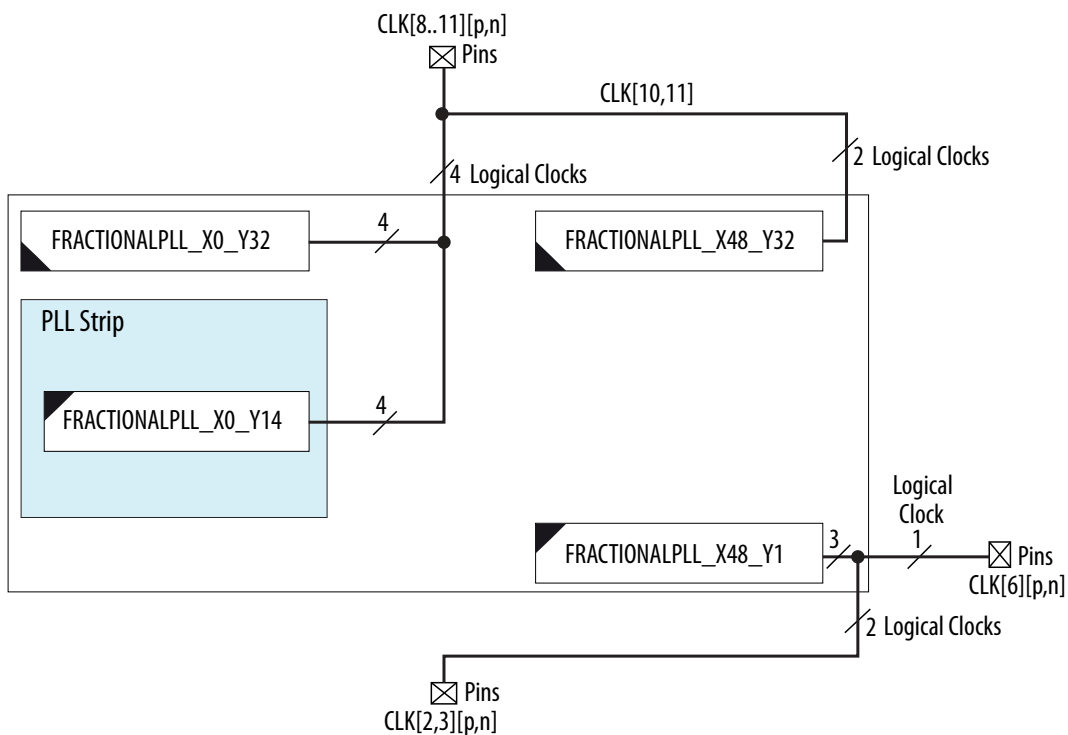 CLK[8..11][p,n]
Pins
CLK[10,11]
2 Logical Clocks
4 Logical Clocks
FRACTIONALPLL_X0_Y32
4
FRACTIONALPLL_X48_Y32
PLL Strip
FRACTIONALPLL_X0_Y14
4
Logical
Clock
FRACTIONALPLL_X48_Y1
3
1
Pins
CLK[6][p,n]
2 Logical Clocks
Pins
CLK[2,3][p,n]